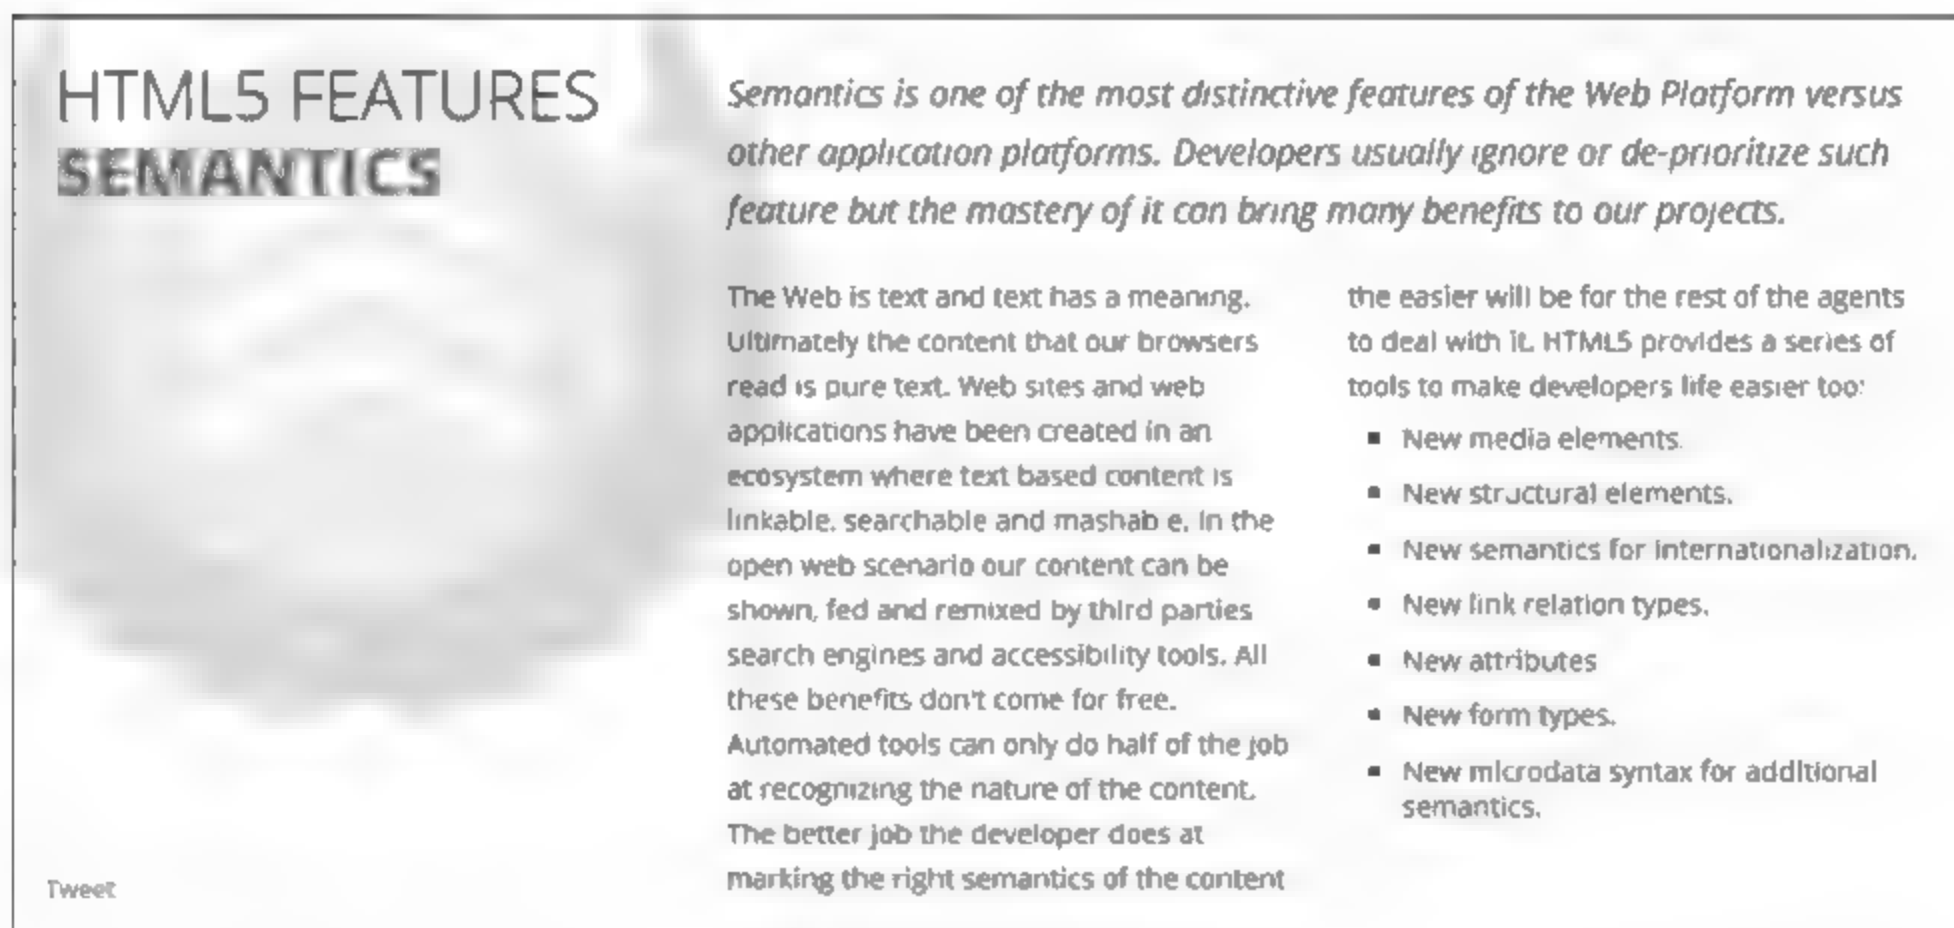 HTML5 FEATURES
SEMANTICS
Semantics is one of the most distinctive features of the Web Platform versus
other application platforms. Developers usually ignore or de-prioritize such
feature but the mastery of it can bring many benefits to our projects.
The Web is text and text has a meaning.
Ultimately the content that our browsers
read is pure text. Web sites and web
applications have been created in an
ecosystem where text based content is
linkable, searchable and mashable. In the
open web scenario our content can be
shown, fed and remixed by third parties
search engines and accessibility tools. All
these benefits don't come for free.
Automated tools can only do half of the job
at recognizing the nature of the content.
The better job the developer does at
marking the right semantics of the content
the easier will be for the rest of the agents
to deal with it. HTML5 provides a series of
tools to make developers life easier too:
▪ New media elements.
▪ New structural elements.
▪ New semantics for internationalization.
▪ New link relation types.
▪ New attributes
▪ New form types.
▪ New microdata syntax for additional
semantics.
Tweet